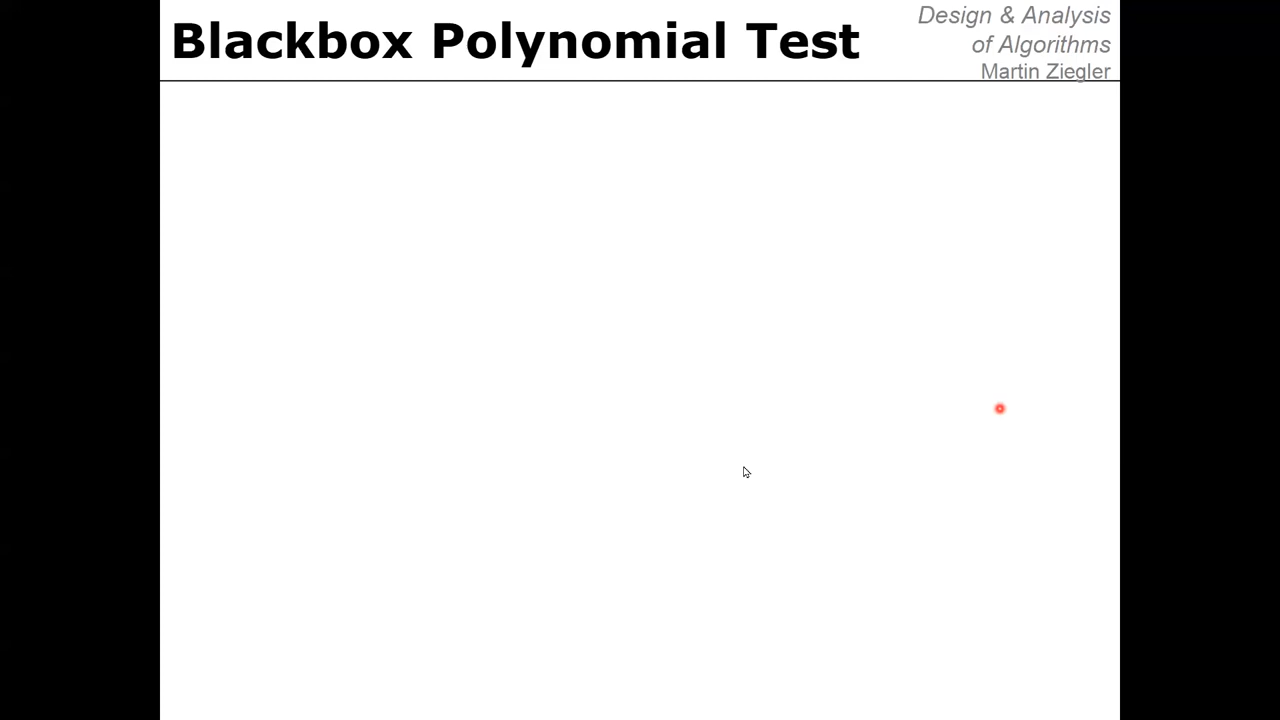 Blackbox Polynomial Test
Design & Analysis
of Algorithms
Martin Ziegler